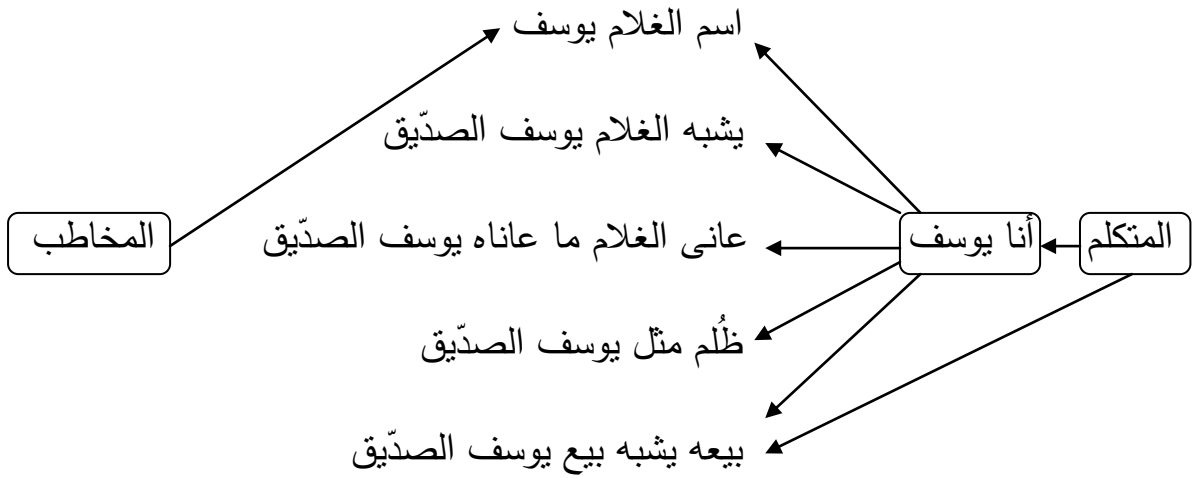 اسم الغلام يوسف
يشبه الغلام يوسف الصدّيق
المتكلم
أنا يوسف
عانى الغلام ما عاناه يوسف الصدّيق
المخاطب
ظُلم مثل يوسف الصدّيق
بيعه يشبه بيع يوسف الصدّيق